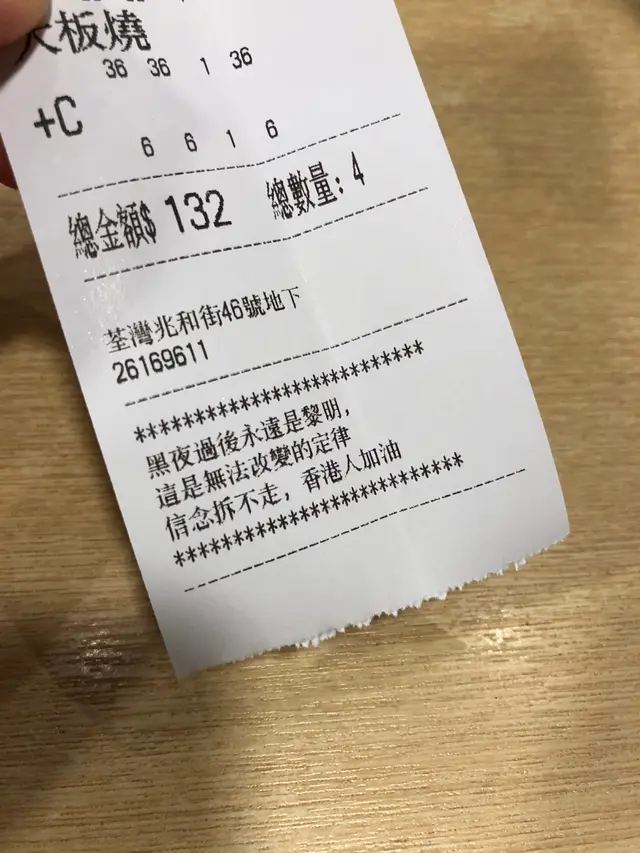 大板燒
36 36 1 36
+C
6 6 1 6
總金額$ 132 總數量: 4
荃灣兆和街46號地下
26169611
***************************
黑夜過後永遠是黎明,
這是無法改變的定律
信念拆不走, 香港人加油
***************************